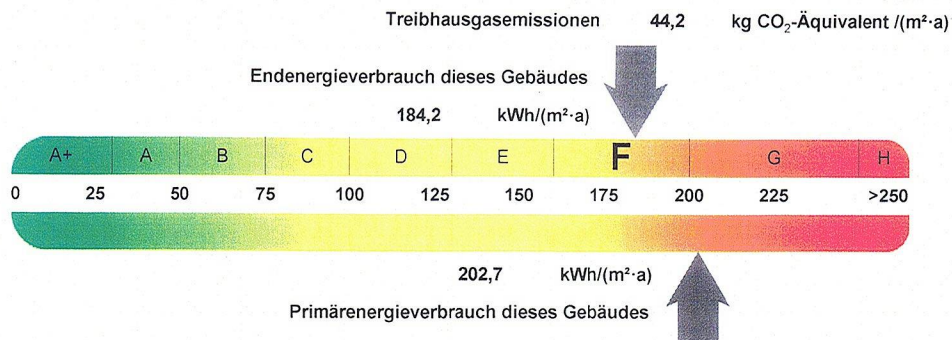 Treibhausgasemissionen 44,2 kg CO₂-Äquivalent /(m²·a)
Endenergieverbrauch dieses Gebäudes
184,2 kWh/(m²·a)
A+ A B C D E F G H
0 25 50 75 100 125 150 175 200 225 >250
202,7 kWh/(m²·a)
Primärenergieverbrauch dieses Gebäudes